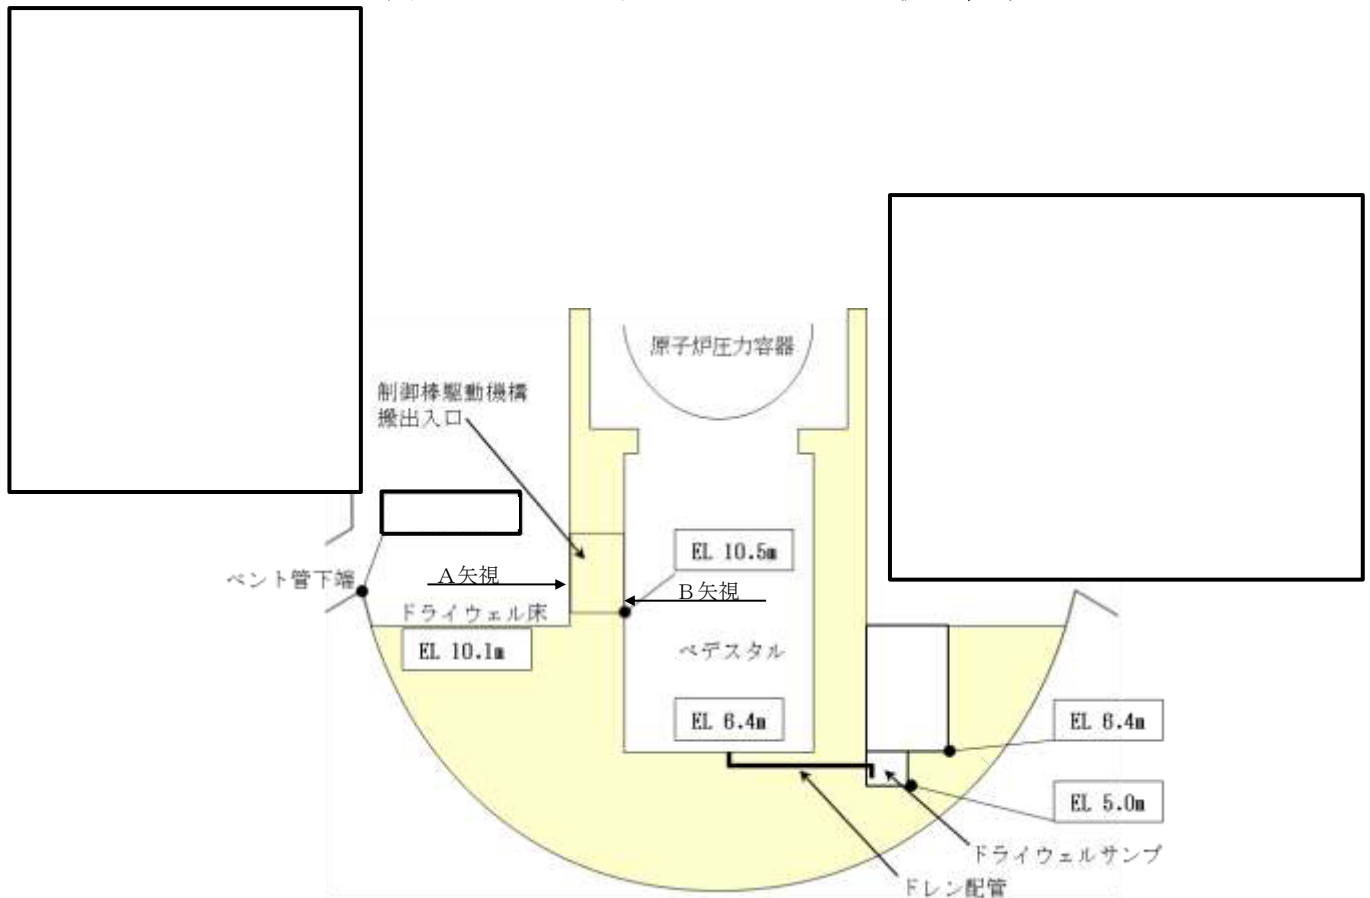 原子炉圧力容器
制御棒駆動機構
搬出入口
EL 10.5m
ベント管下端
A矢視
B矢視
ドライウェル床
EL 10.1m
ペデスタル
EL 6.4m
EL 6.4m
EL 5.0m
ドライウェルサンプ
ドレン配管